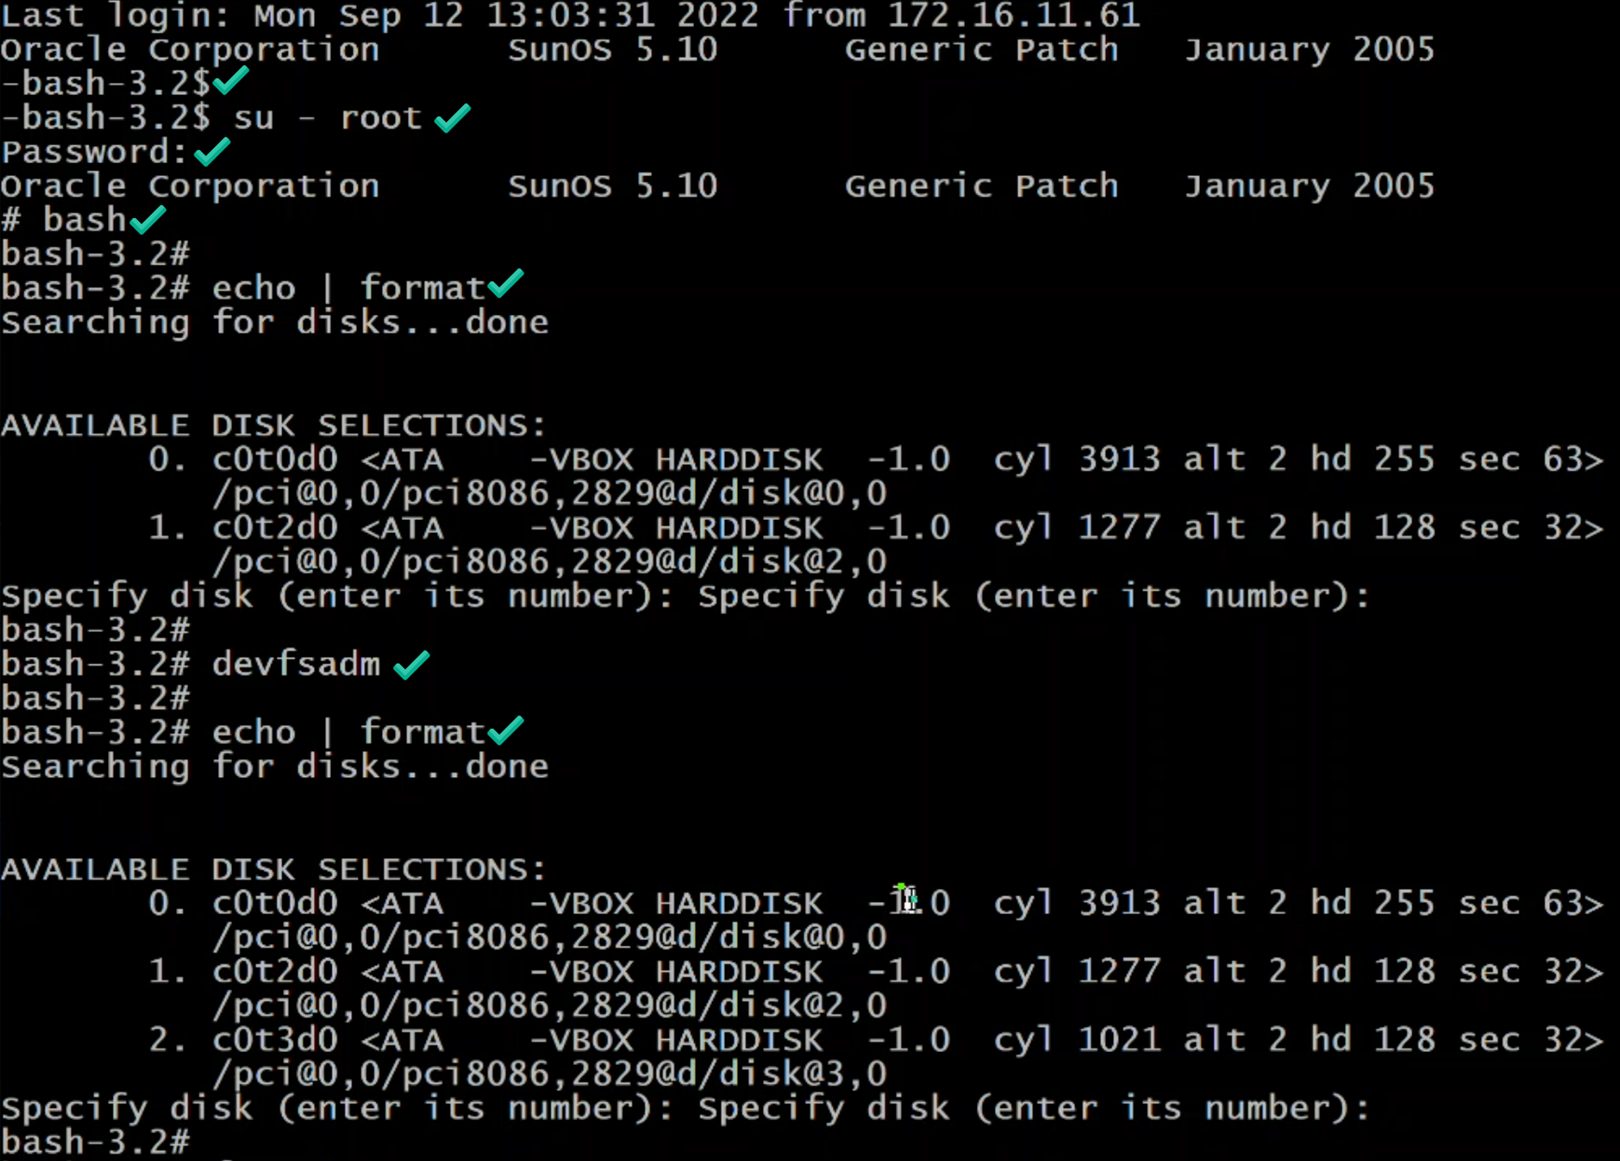 Last login: Mon Sep 12 13:03:31 2022 from 172.16.11.61
Oracle Corporation      SunOS 5.10      Generic Patch   January 2005
-bash-3.2$
-bash-3.2$ su - root
Password:
Oracle Corporation      SunOS 5.10      Generic Patch   January 2005
# bash
bash-3.2#
bash-3.2# echo | format
Searching for disks...done
AVAILABLE DISK SELECTIONS:
       0. c0t0d0 <ATA    -VBOX HARDDISK  -1.0  cyl 3913 alt 2 hd 255 sec 63>
          /pci@0,0/pci8086,2829@d/disk@0,0
       1. c0t2d0 <ATA    -VBOX HARDDISK  -1.0  cyl 1277 alt 2 hd 128 sec 32>
          /pci@0,0/pci8086,2829@d/disk@2,0
Specify disk (enter its number): Specify disk (enter its number):
bash-3.2#
bash-3.2# devfsadm
bash-3.2#
bash-3.2# echo | format
Searching for disks...done
AVAILABLE DISK SELECTIONS:
       0. c0t0d0 <ATA    -VBOX HARDDISK  -1.0  cyl 3913 alt 2 hd 255 sec 63>
          /pci@0,0/pci8086,2829@d/disk@0,0
       1. c0t2d0 <ATA    -VBOX HARDDISK  -1.0  cyl 1277 alt 2 hd 128 sec 32>
          /pci@0,0/pci8086,2829@d/disk@2,0
       2. c0t3d0 <ATA    -VBOX HARDDISK  -1.0  cyl 1021 alt 2 hd 128 sec 32>
          /pci@0,0/pci8086,2829@d/disk@3,0
Specify disk (enter its number): Specify disk (enter its number):
bash-3.2#